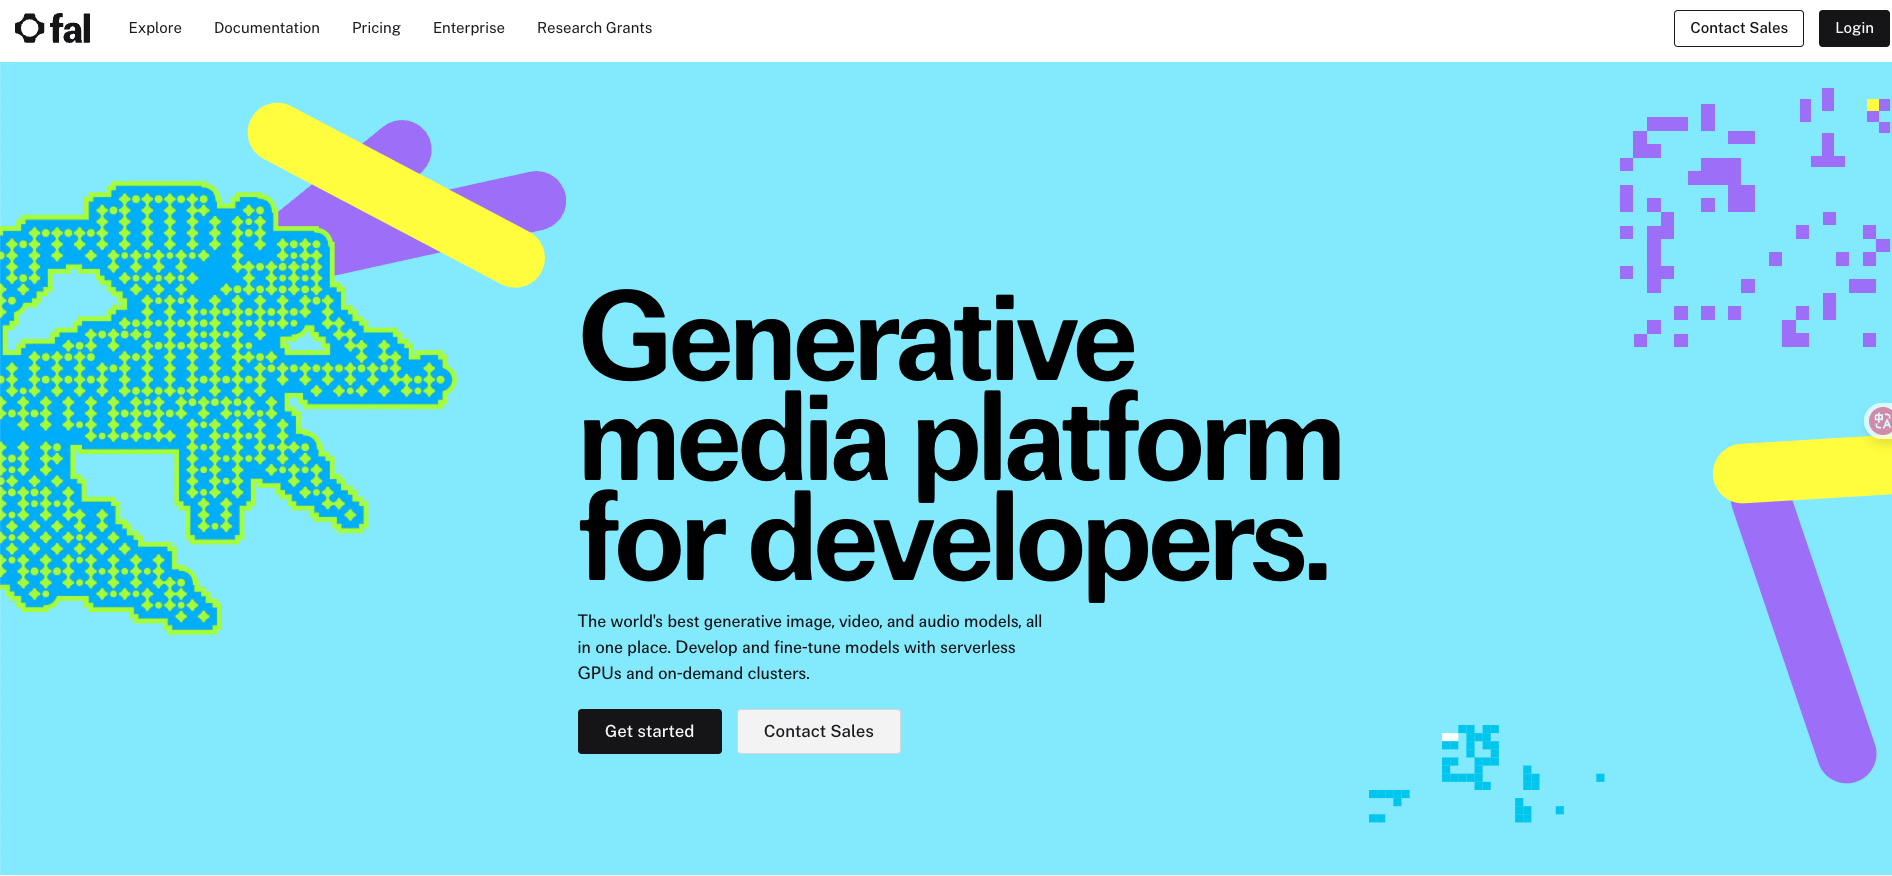 fal
Explore
Documentation
Pricing
Enterprise
Research Grants
Contact Sales
Login
Generative
media platform
for developers.
The world's best generative image, video, and audio models, all
in one place. Develop and fine-tune models with serverless
GPUs and on-demand clusters.
Get started
Contact Sales
中
A